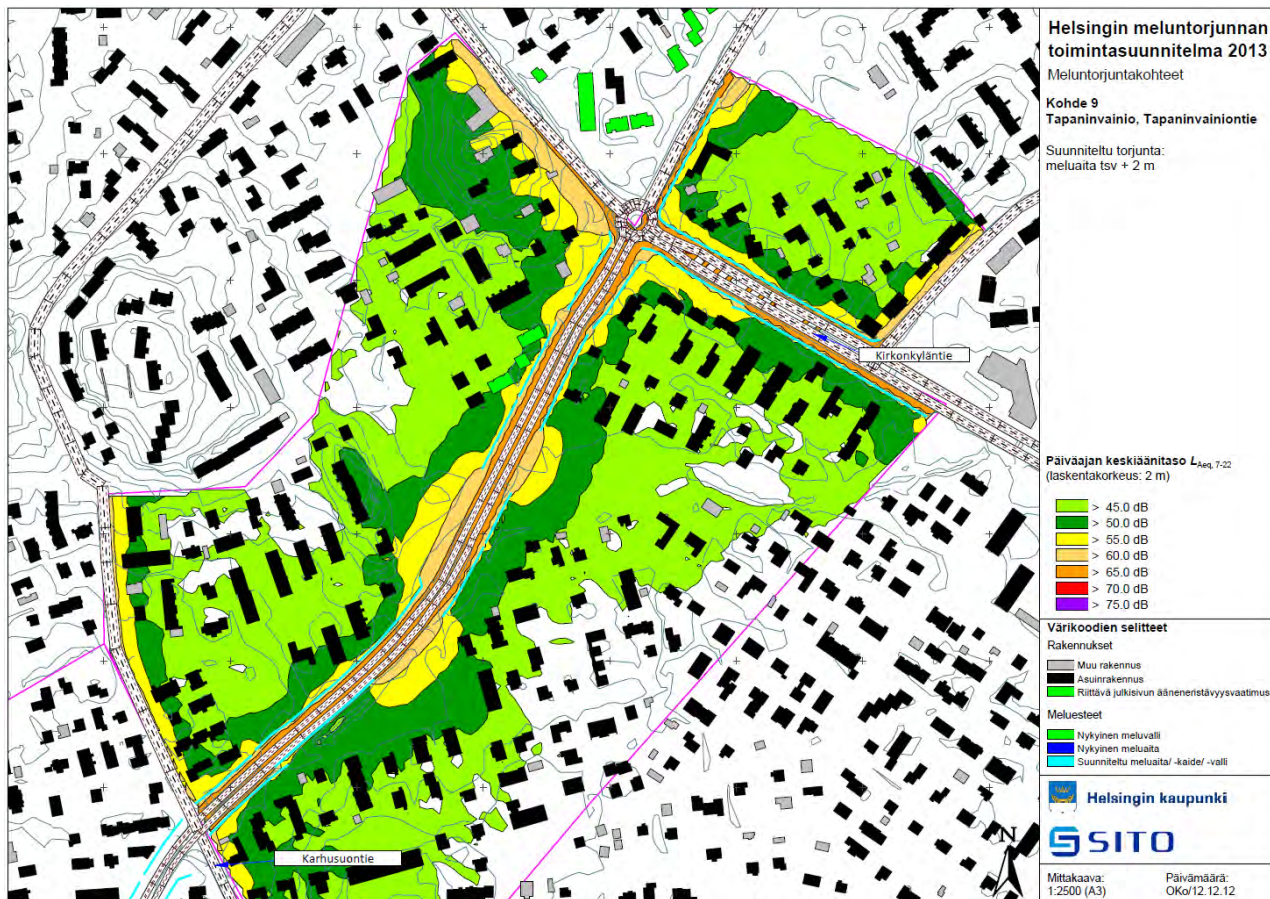 Helsingin meluntorjunnan
toimintasuunnitelma 2013
Meluntorjuntakohteet
Kohde 9
Tapaninvainio, Tapaninvainiontie
Suunniteltu torjunta:
meluaita tsv + 2 m
Kirkonkyläntie
Karhusuontie
Päiväajan keskiäänitaso LAeq, 7-22
(laskentakorkeus: 2 m)
> 45.0 dB
> 50.0 dB
> 55.0 dB
> 60.0 dB
> 65.0 dB
> 70.0 dB
> 75.0 dB
Värikoodien selitteet
Rakennukset
Muu rakennus
Asuinrakennus
Riittävä julkisivun ääneneristävyysvaatimus
Meluesteet
Nykyinen meluvalli
Nykyinen meluaita
Suunniteltu meluaita/ -kaide/ -valli
Helsingin kaupunki
SITO
N
Mittakaava:
1:2500 (A3)
Päivämäärä:
OKo/12.12.12